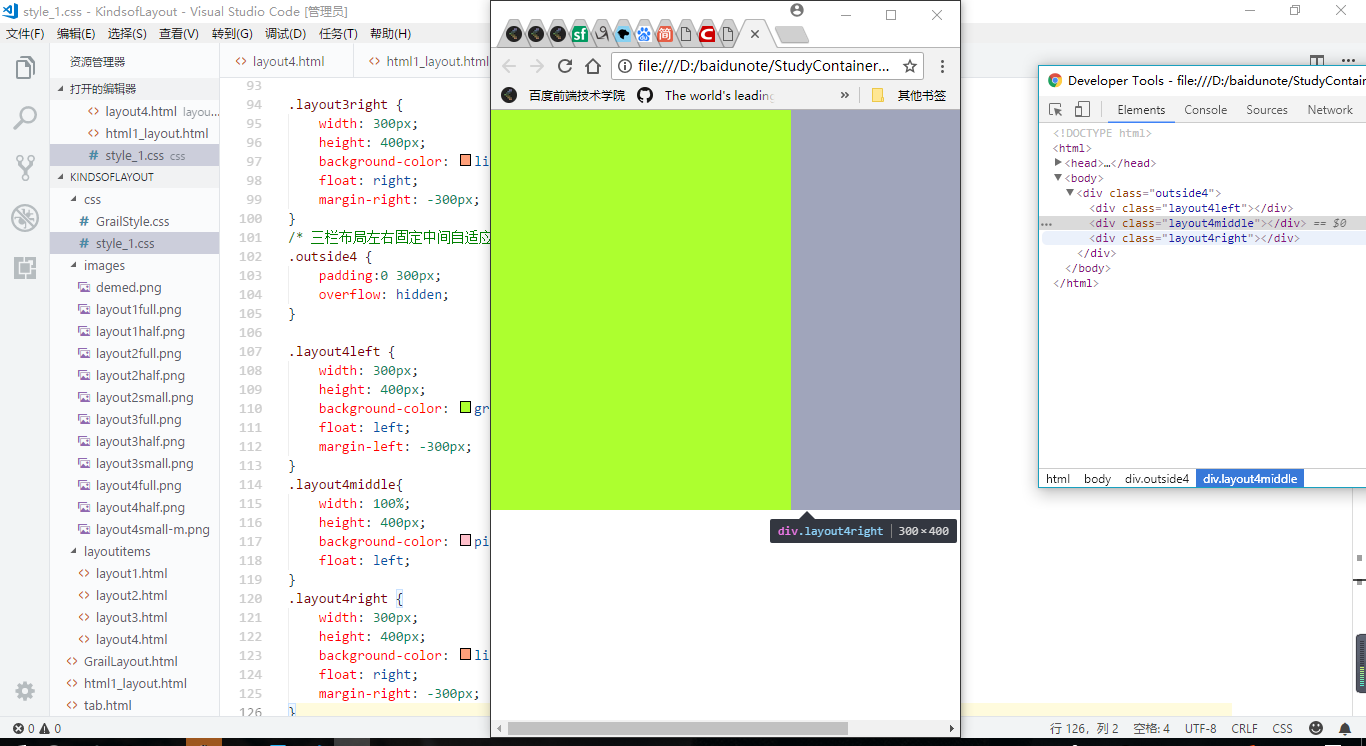 style_1.css - KindsofLayout - Visual Studio Code [管理员]
文件(F) 编辑(E) 选择(S) 查看(V) 转到(G) 调试(D) 任务(T) 帮助(H)
资源管理器
打开的编辑器
layout4.html layou...
html1_layout.html
style_1.css css
KINDSOFLAYOUT
css
GrailStyle.css
style_1.css
images
demed.png
layout1full.png
layout1half.png
layout2full.png
layout2half.png
layout2small.png
layout3full.png
layout3half.png
layout3small.png
layout4full.png
layout4half.png
layout4small-m.png
layoutitems
layout1.html
layout2.html
layout3.html
layout4.html
GrailLayout.html
html1_layout.html
tab.html
layout4.html html1_layout.html
93
94 .layout3right {
95 width: 300px;
96 height: 400px;
97 background-color: li
98 float: right;
99 margin-right: -300px;
100 }
101 /* 三栏布局左右固定中间自适应
102 .outside4 {
103 padding:0 300px;
104 overflow: hidden;
105 }
106
107 .layout4left {
108 width: 300px;
109 height: 400px;
110 background-color: gr
111 float: left;
112 margin-left: -300px;
113 }
114 .layout4middle{
115 width: 100%;
116 height: 400px;
117 background-color: pi
118 float: left;
119 }
120 .layout4right {
121 width: 300px;
122 height: 400px;
123 background-color: li
124 float: right;
125 margin-right: -300px;
126 }
sf 简 C
file:///D:/baidunote/StudyContainer...
百度前端技术学院 The world's leading » 其他书签
div.layout4right 300×400
Developer Tools - file:///D:/baidunote/StudyContain
Elements Console Sources Network
<!DOCTYPE html>
<html>
<head>…</head>
<body>
<div class="outside4">
<div class="layout4left"></div>
<div class="layout4middle"></div> == $0
<div class="layout4right"></div>
</div>
</body>
</html>
html body div.outside4 div.layout4middle
0 0 行 126，列 2 空格: 4 UTF-8 CRLF CSS